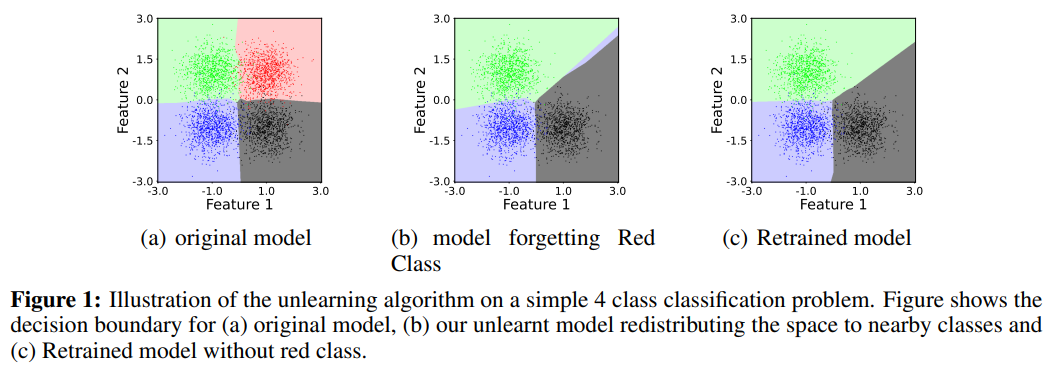 3.0
1.5
0.0
-1.5
-3.0
-3.0
-1.0
1.0
3.0
Feature 2
Feature 1
3.0
1.5
0.0
-1.5
-3.0
-3.0
-1.0
1.0
3.0
Feature 2
Feature 1
3.0
1.5
0.0
-1.5
-3.0
-3.0
-1.0
1.0
3.0
Feature 2
Feature 1
(a) original model
(b) model forgetting Red
Class
(c) Retrained model
Figure 1: Illustration of the unlearning algorithm on a simple 4 class classification problem. Figure shows the
decision boundary for (a) original model, (b) our unlearnt model redistributing the space to nearby classes and
(c) Retrained model without red class.